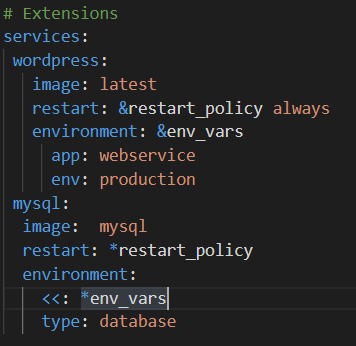 # Extensions
services:
 wordpress:
   image: latest
   restart: &restart_policy always
   environment: &env_vars
     app: webservice
     env: production
 mysql:
  image:  mysql
  restart: *restart_policy
  environment:
    <<: *env_vars
    type: database